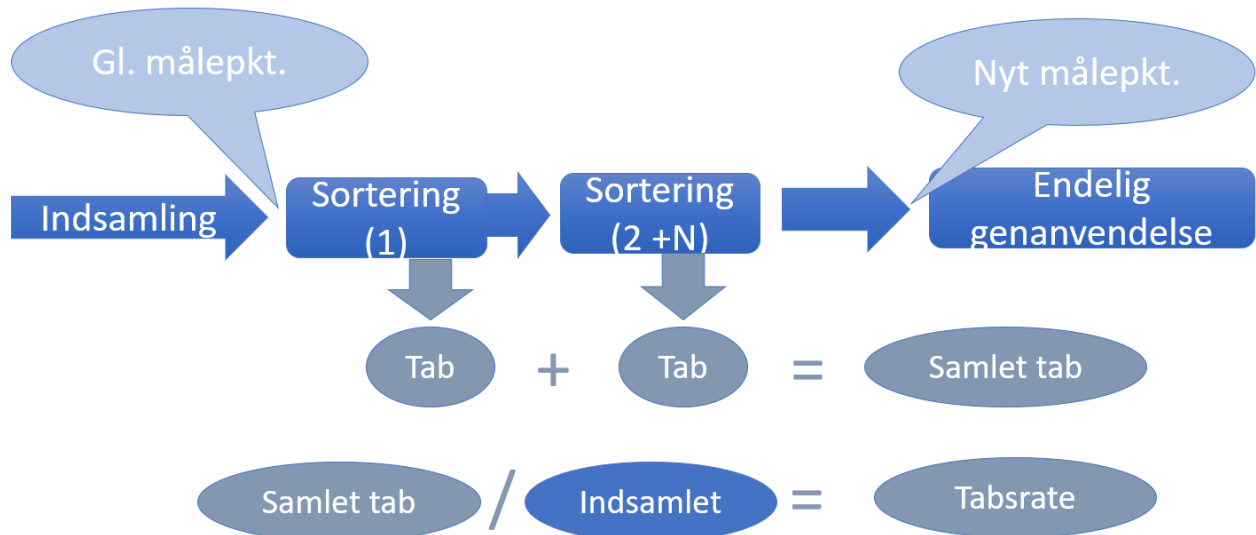 Gl. målepkt.
Nyt målepkt.
Indsamling
Sortering
(1)
Sortering
(2 +N)
Endelig
genanvendelse
Tab + Tab = Samlet tab
Samlet tab / Indsamlet = Tabsrate